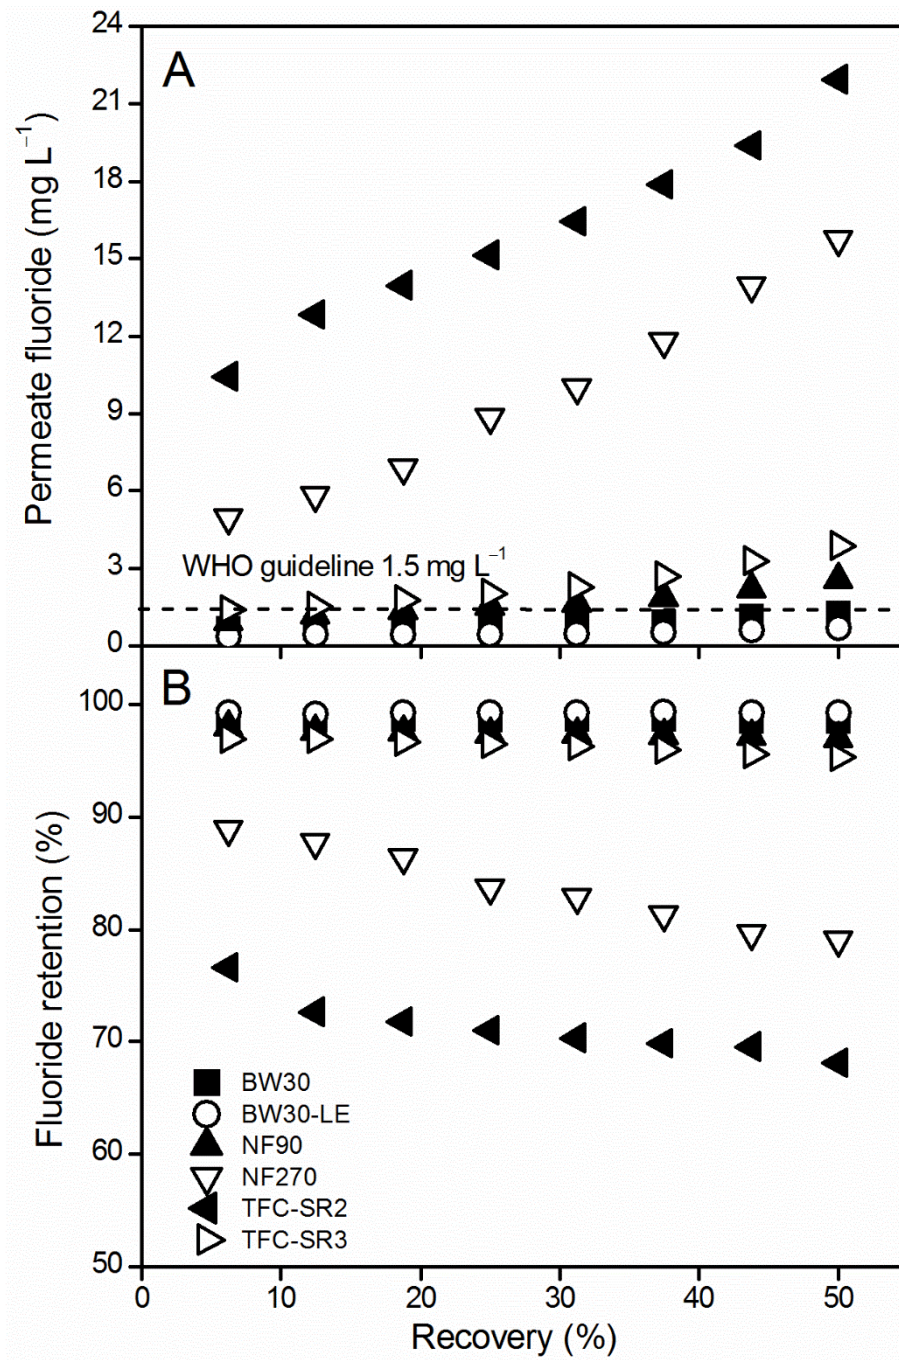 A
24
21
18
15
12
9
6
3
0
Permeate fluoride (mg L⁻¹)
WHO guideline 1.5 mg L⁻¹
B
100
90
80
70
60
50
Fluoride retention (%)
BW30
BW30-LE
NF90
NF270
TFC-SR2
TFC-SR3
0 10 20 30 40 50
Recovery (%)